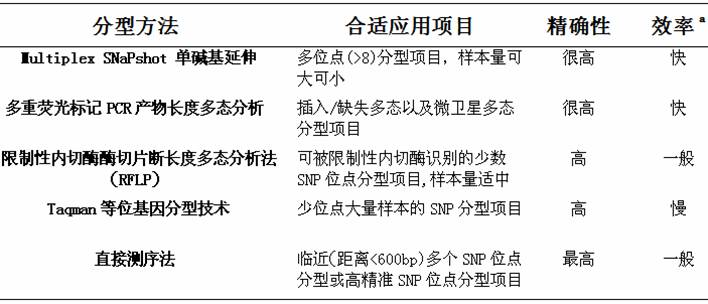 分型方法 合适应用项目 精确性 效率a
Multiplex SNaPshot 单碱基延伸 多位点(>8)分型项目, 样本量可大可小 很高 快
多重荧光标记 PCR 产物长度多态分析 插入/缺失多态以及微卫星多态分型项目 很高 快
限制性内切酶酶切片断长度多态分析法(RFLP) 可被限制性内切酶识别的少数 SNP 位点分型项目,样本量适中 高 一般
Taqman 等位基因分型技术 少位点大量样本的 SNP 分型项目 高 慢
直接测序法 临近(距离<600bp)多个 SNP 位点分型或高精准 SNP 位点分型项目 最高 一般